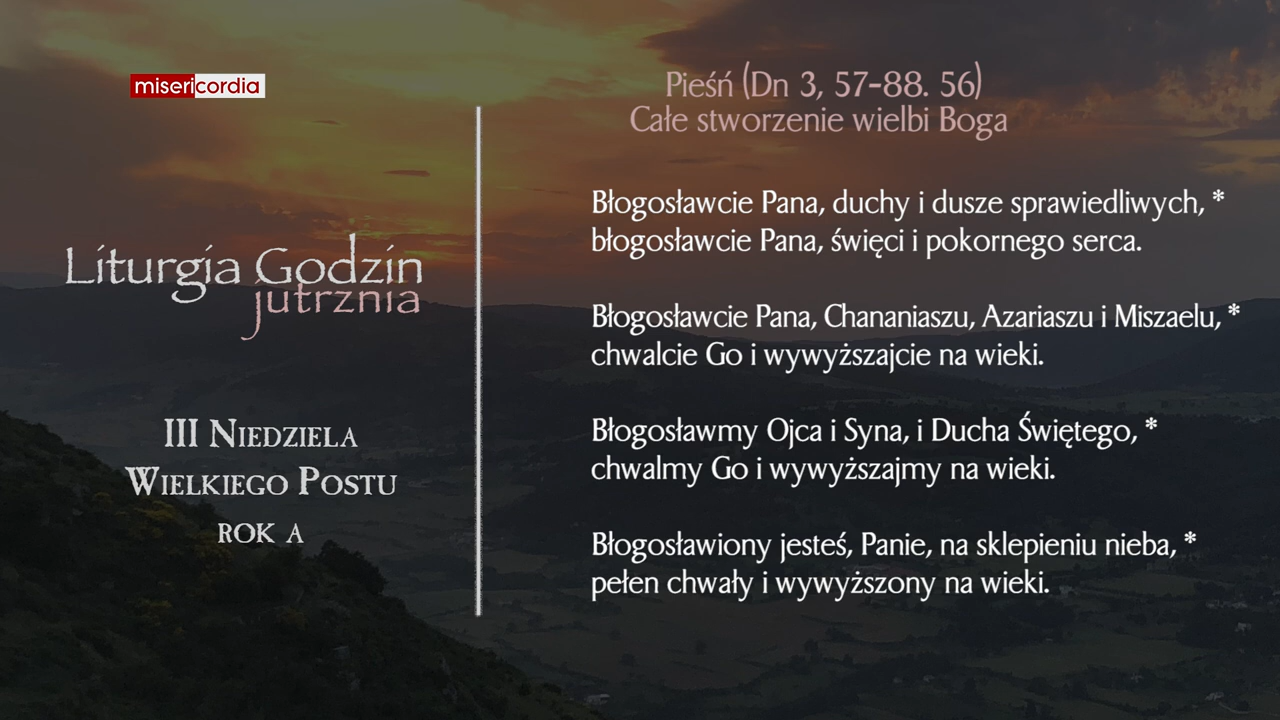 misericordia
Liturgia Godzin
jutrznia
III Niedziela
Wielkiego Postu
rok A
Pieśń (Dn 3, 57-88. 56)
Całe stworzenie wielbi Boga
Błogosławcie Pana, duchy i dusze sprawiedliwych, *
błogosławcie Pana, święci i pokornego serca.
Błogosławcie Pana, Chananiaszu, Azariaszu i Miszaelu, *
chwalcie Go i wywyższajcie na wieki.
Błogosławmy Ojca i Syna, i Ducha Świętego, *
chwalmy Go i wywyższajmy na wieki.
Błogosławiony jesteś, Panie, na sklepieniu nieba, *
pełen chwały i wywyższony na wieki.